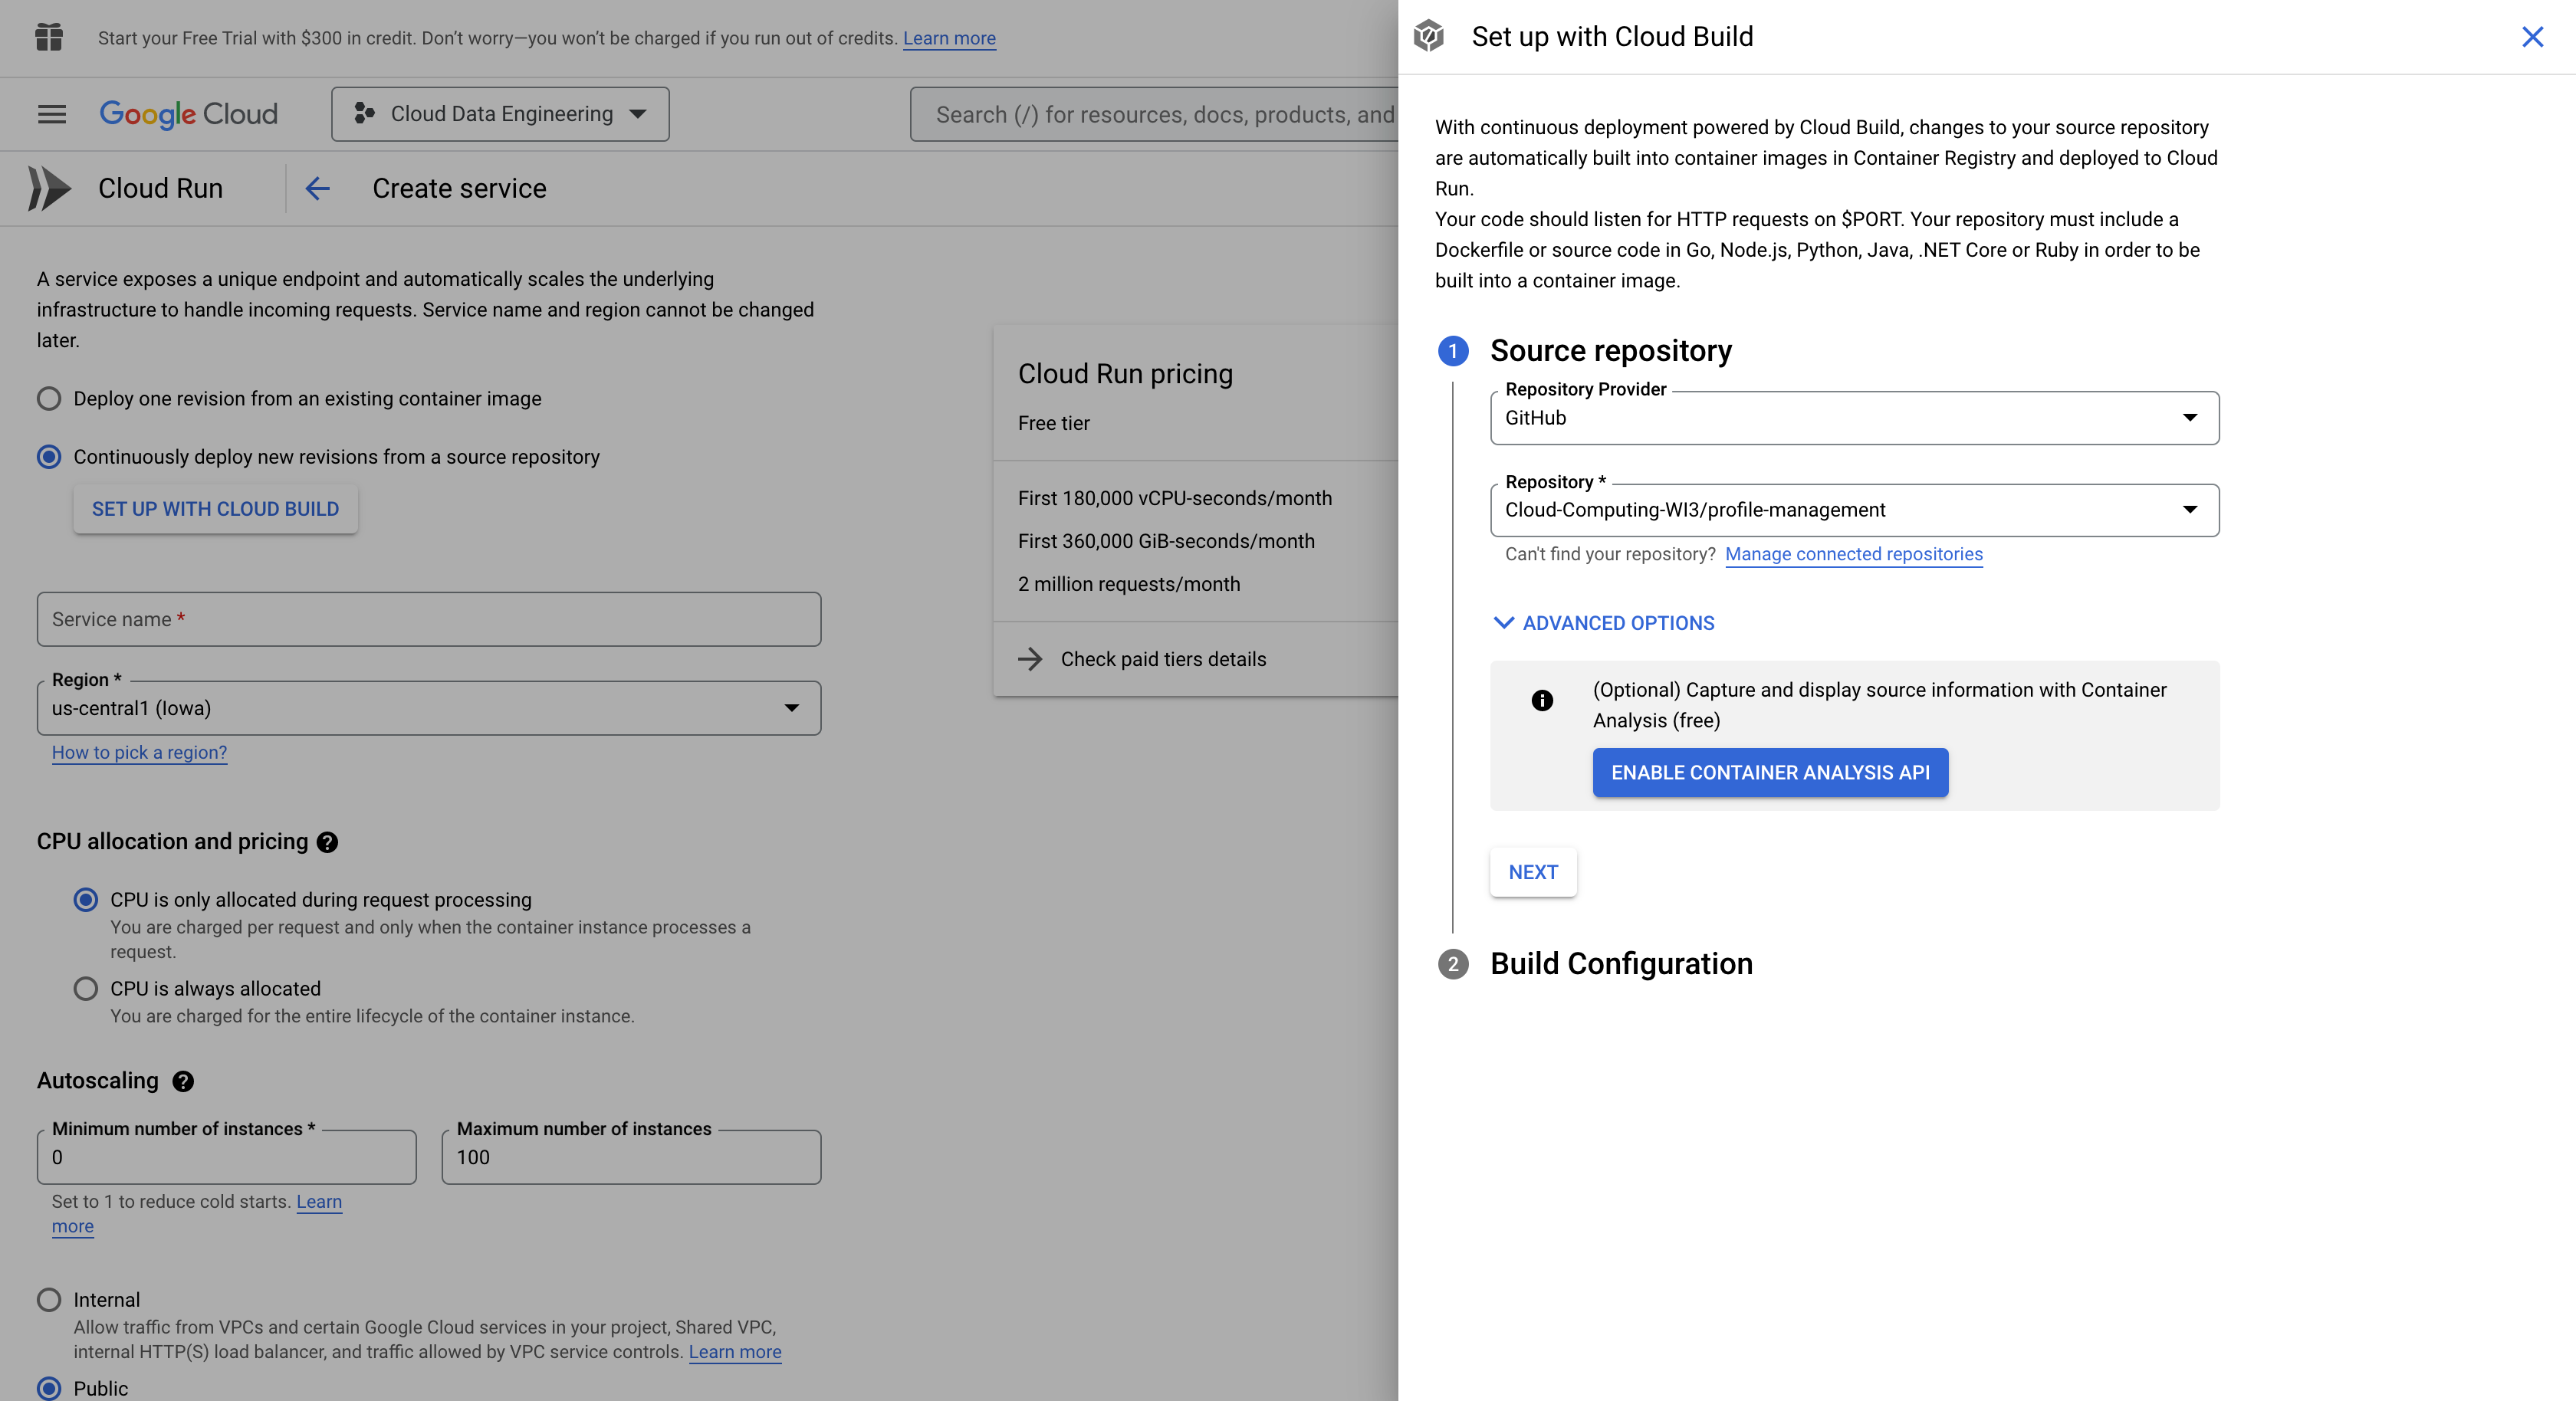 Start your Free Trial with $300 in credit. Don't worry—you won't be charged if you run out of credits. Learn more
Google Cloud
Cloud Data Engineering
Search (/) for resources, docs, products, and
Cloud Run
Create service
A service exposes a unique endpoint and automatically scales the underlying
infrastructure to handle incoming requests. Service name and region cannot be changed
later.
Deploy one revision from an existing container image
Continuously deploy new revisions from a source repository
SET UP WITH CLOUD BUILD
Service name *
Region *
us-central1 (Iowa)
How to pick a region?
CPU allocation and pricing
CPU is only allocated during request processing
You are charged per request and only when the container instance processes a
request.
CPU is always allocated
You are charged for the entire lifecycle of the container instance.
Autoscaling
Minimum number of instances *
0
Set to 1 to reduce cold starts. Learn
more
Maximum number of instances
100
Internal
Allow traffic from VPCs and certain Google Cloud services in your project, Shared VPC,
internal HTTP(S) load balancer, and traffic allowed by VPC service controls. Learn more
Public
Cloud Run pricing
Free tier
First 180,000 vCPU-seconds/month
First 360,000 GiB-seconds/month
2 million requests/month
Check paid tiers details
Set up with Cloud Build
With continuous deployment powered by Cloud Build, changes to your source repository
are automatically built into container images in Container Registry and deployed to Cloud
Run.
Your code should listen for HTTP requests on $PORT. Your repository must include a
Dockerfile or source code in Go, Node.js, Python, Java, .NET Core or Ruby in order to be
built into a container image.
1 Source repository
Repository Provider
GitHub
Repository *
Cloud-Computing-WI3/profile-management
Can't find your repository? Manage connected repositories
ADVANCED OPTIONS
(Optional) Capture and display source information with Container
Analysis (free)
ENABLE CONTAINER ANALYSIS API
NEXT
2 Build Configuration